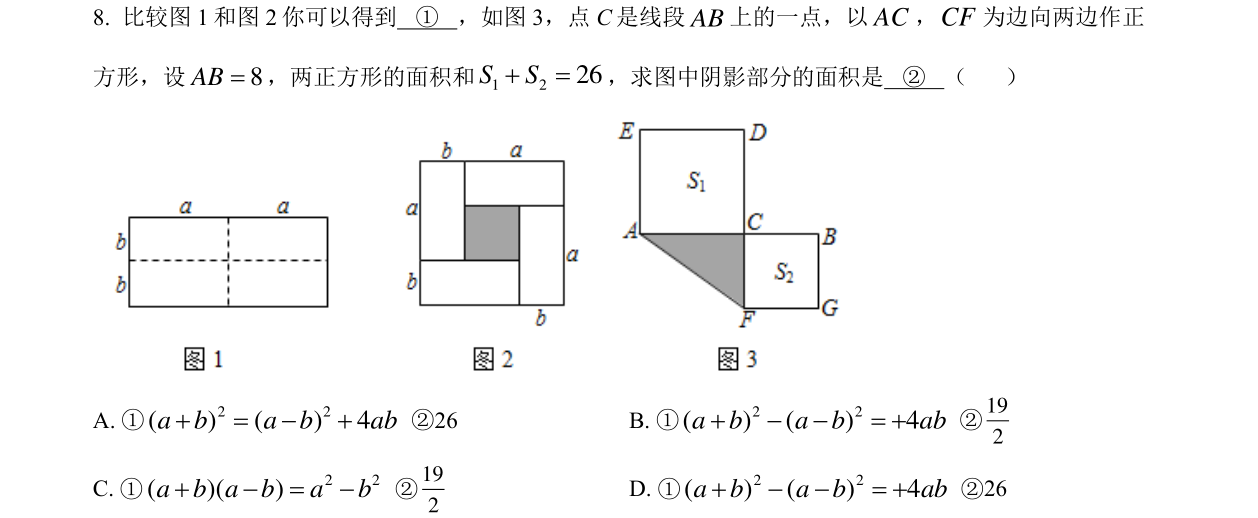 8. 比较图 1 和图 2 你可以得到 ① ，如图 3，点 C 是线段 AB 上的一点，以 AC ，CF 为边向两边作正
方形，设 AB = 8，两正方形的面积和 S₁ + S₂ = 26，求图中阴影部分的面积是 ② （ ）
a a
b
b
图 1
b a
a
b
a
b
图 2
E D
S₁
A C B
S₂
F G
图 3
A. ①(a+b)² = (a−b)² + 4ab ②26
B. ①(a+b)² − (a−b)² = +4ab ②19/2
C. ①(a+b)(a−b) = a² − b² ②19/2
D. ①(a+b)² − (a−b)² = +4ab ②26